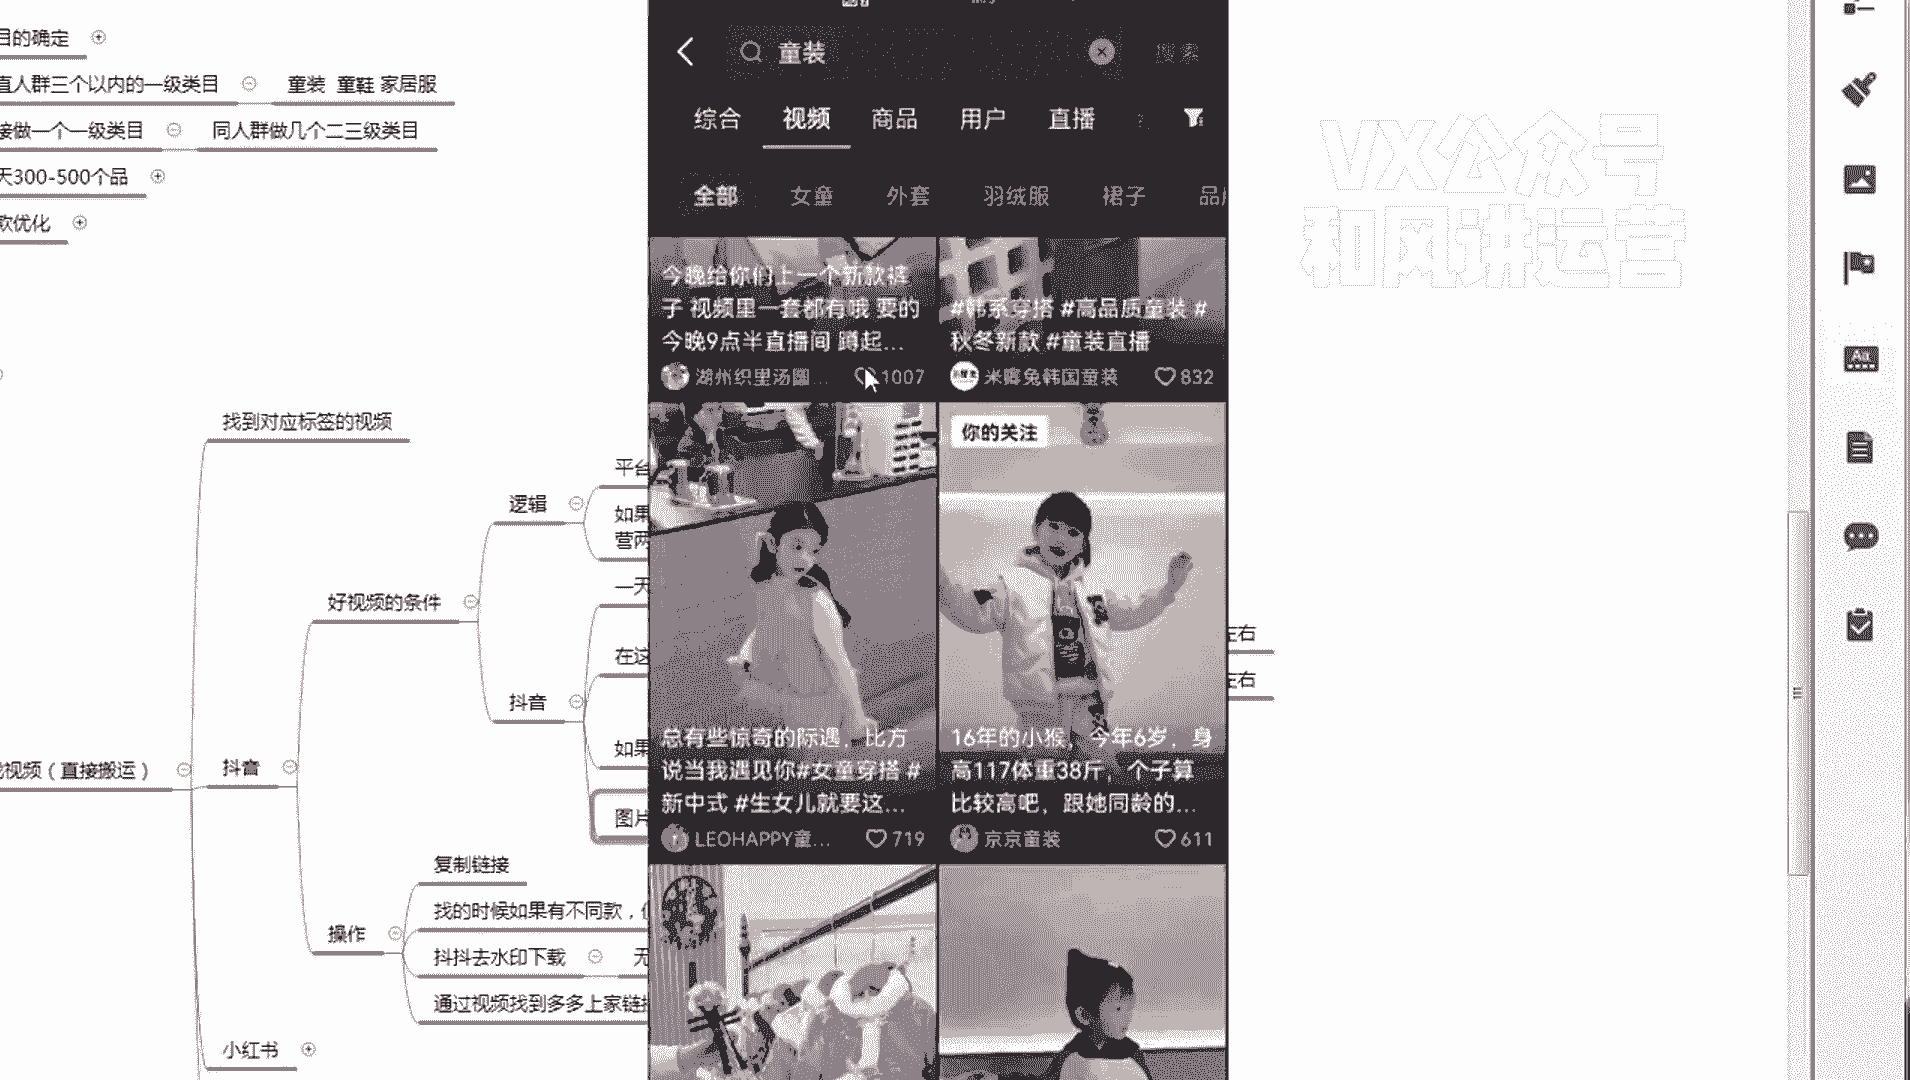 目的确定
直人群三个以内的一级类目
童装 童鞋 家居服
接做一个一级类目
同人群做几个二三级类目
天300-500个品
款优化
找到对应标签的视频
逻辑
平台
如果
营两
好视频的条件
一天
抖音
在这
如果
图片
找视频（直接搬运）
抖音
操作
复制链接
找的时候如果有不同款，但
抖抖去水印下载
无
通过视频找到多多上家链接
小红书
童装
搜索
综合
视频
商品
用户
直播
全部
女童
外套
羽绒服
裙子
今晚给你们上一个新款裤
子 视频里一套都有哦 要的
今晚9点半直播间 蹲起...
湖州织里汤圆...
1007
#韩系穿搭 #高品质童装 #
秋冬新款 #童装直播
832
总有些惊奇的际遇，比方
说当我遇见你#女童穿搭 #
新中式 #生女儿就要这...
LEOHAPPY童...
719
你的关注
16年的小猴，今年6岁，身
高117体重38斤，个子算
比较高吧，跟她同龄的...
京京童装
611
左右
左右
VX公众号
和风讲运营